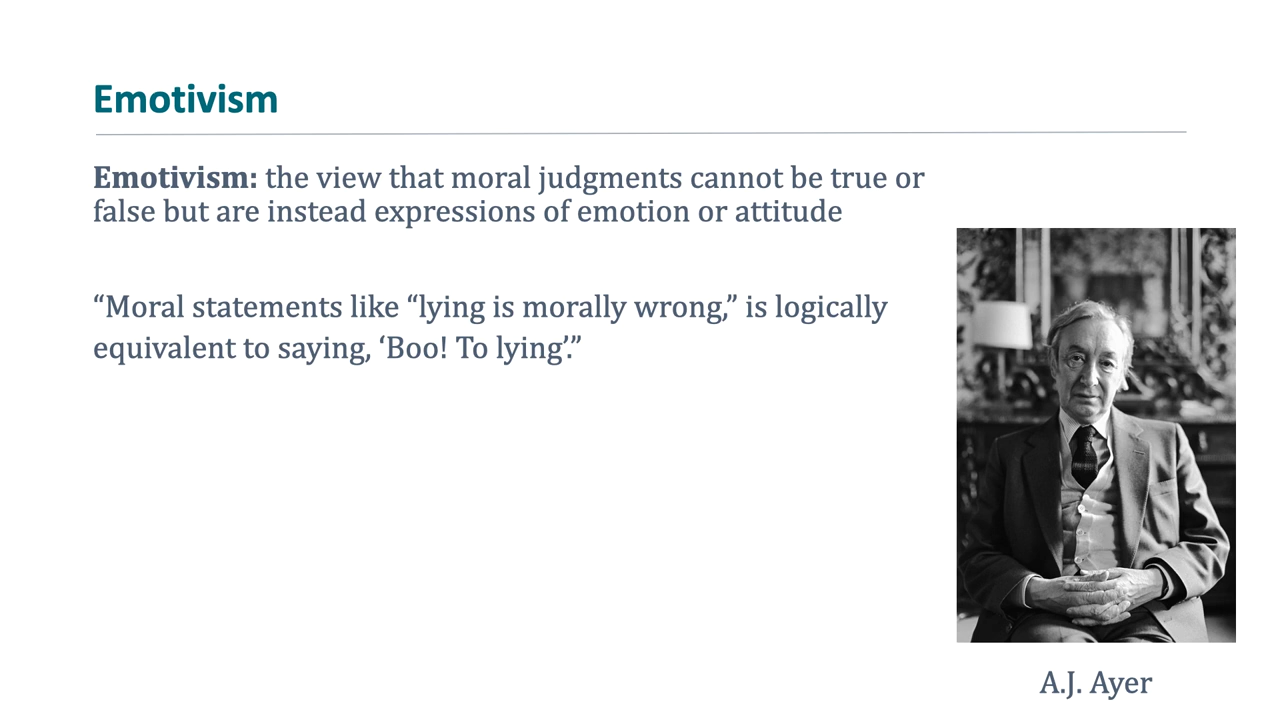 Emotivism
Emotivism: the view that moral judgments cannot be true or
false but are instead expressions of emotion or attitude
“Moral statements like “lying is morally wrong,” is logically
equivalent to saying, ‘Boo! To lying’.”
A.J. Ayer